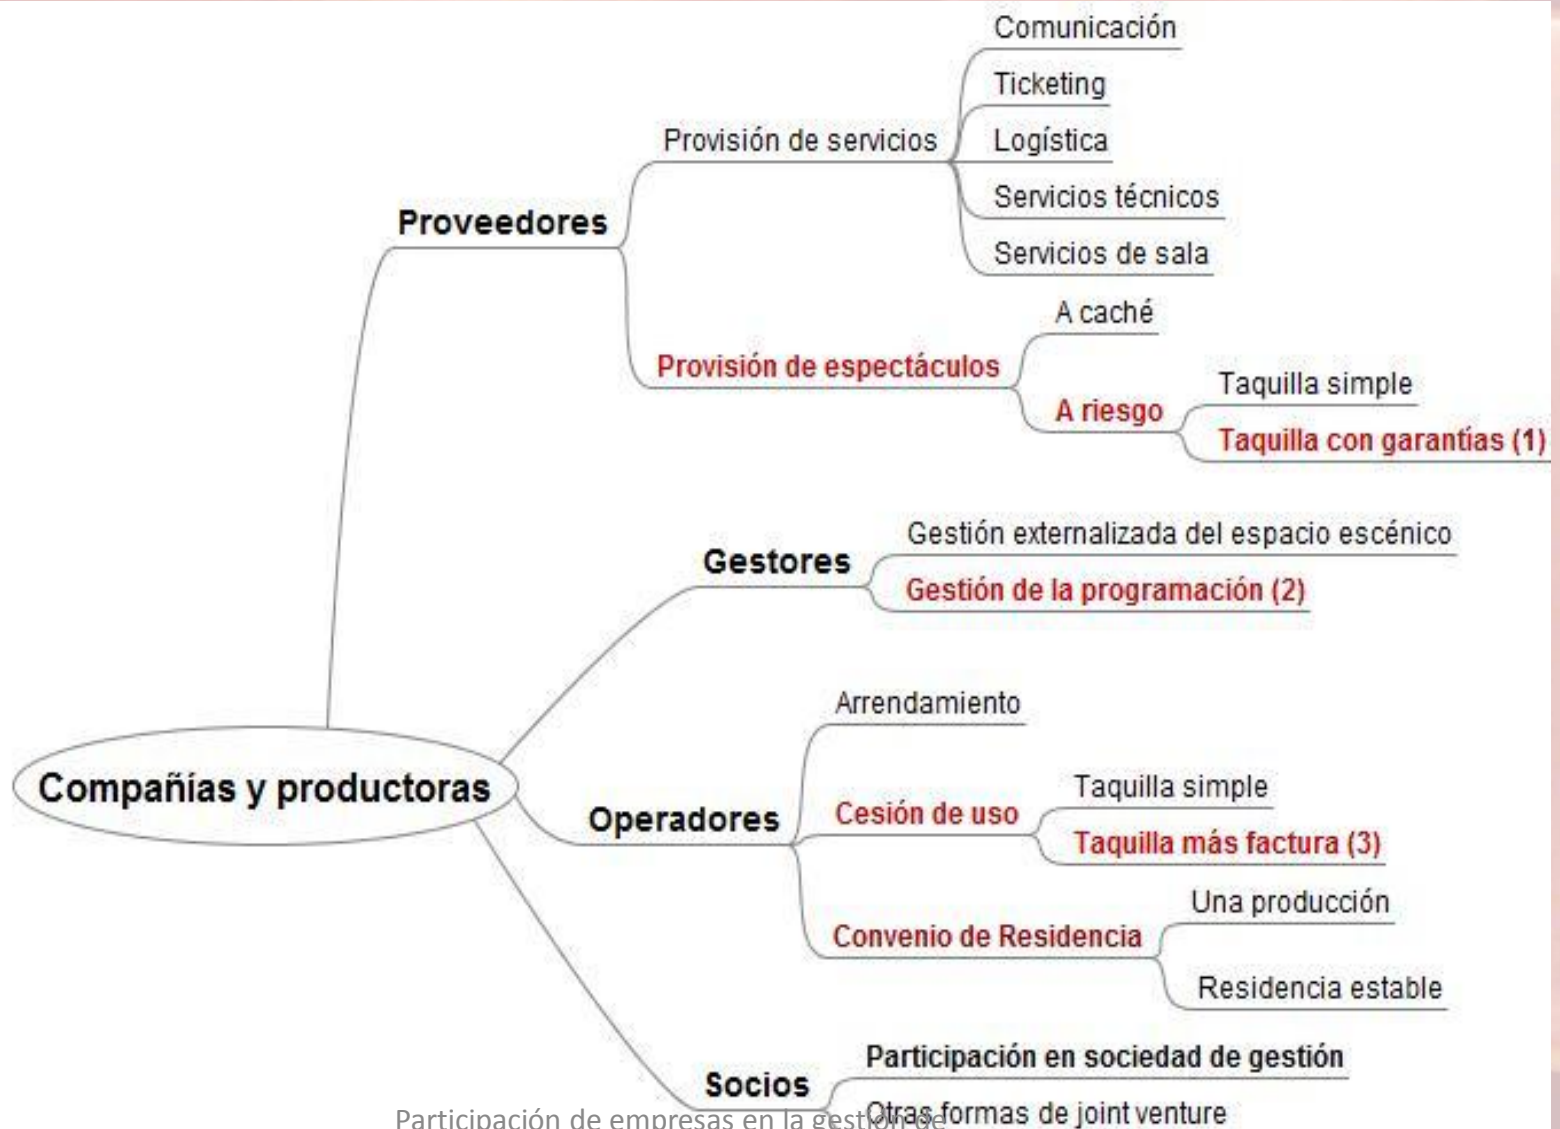 Comunicación
Ticketing
Provisión de servicios
Logística
Servicios técnicos
Proveedores
Servicios de sala
A caché
Provisión de espectáculos
Taquilla simple
A riesgo
Taquilla con garantías (1)
Gestión externalizada del espacio escénico
Gestores
Gestión de la programación (2)
Arrendamiento
Compañías y productoras
Taquilla simple
Operadores
Cesión de uso
Taquilla más factura (3)
Una producción
Convenio de Residencia
Residencia estable
Participación en sociedad de gestión
Socios
Otras formas de joint venture
Participación de empresas en la gestión de